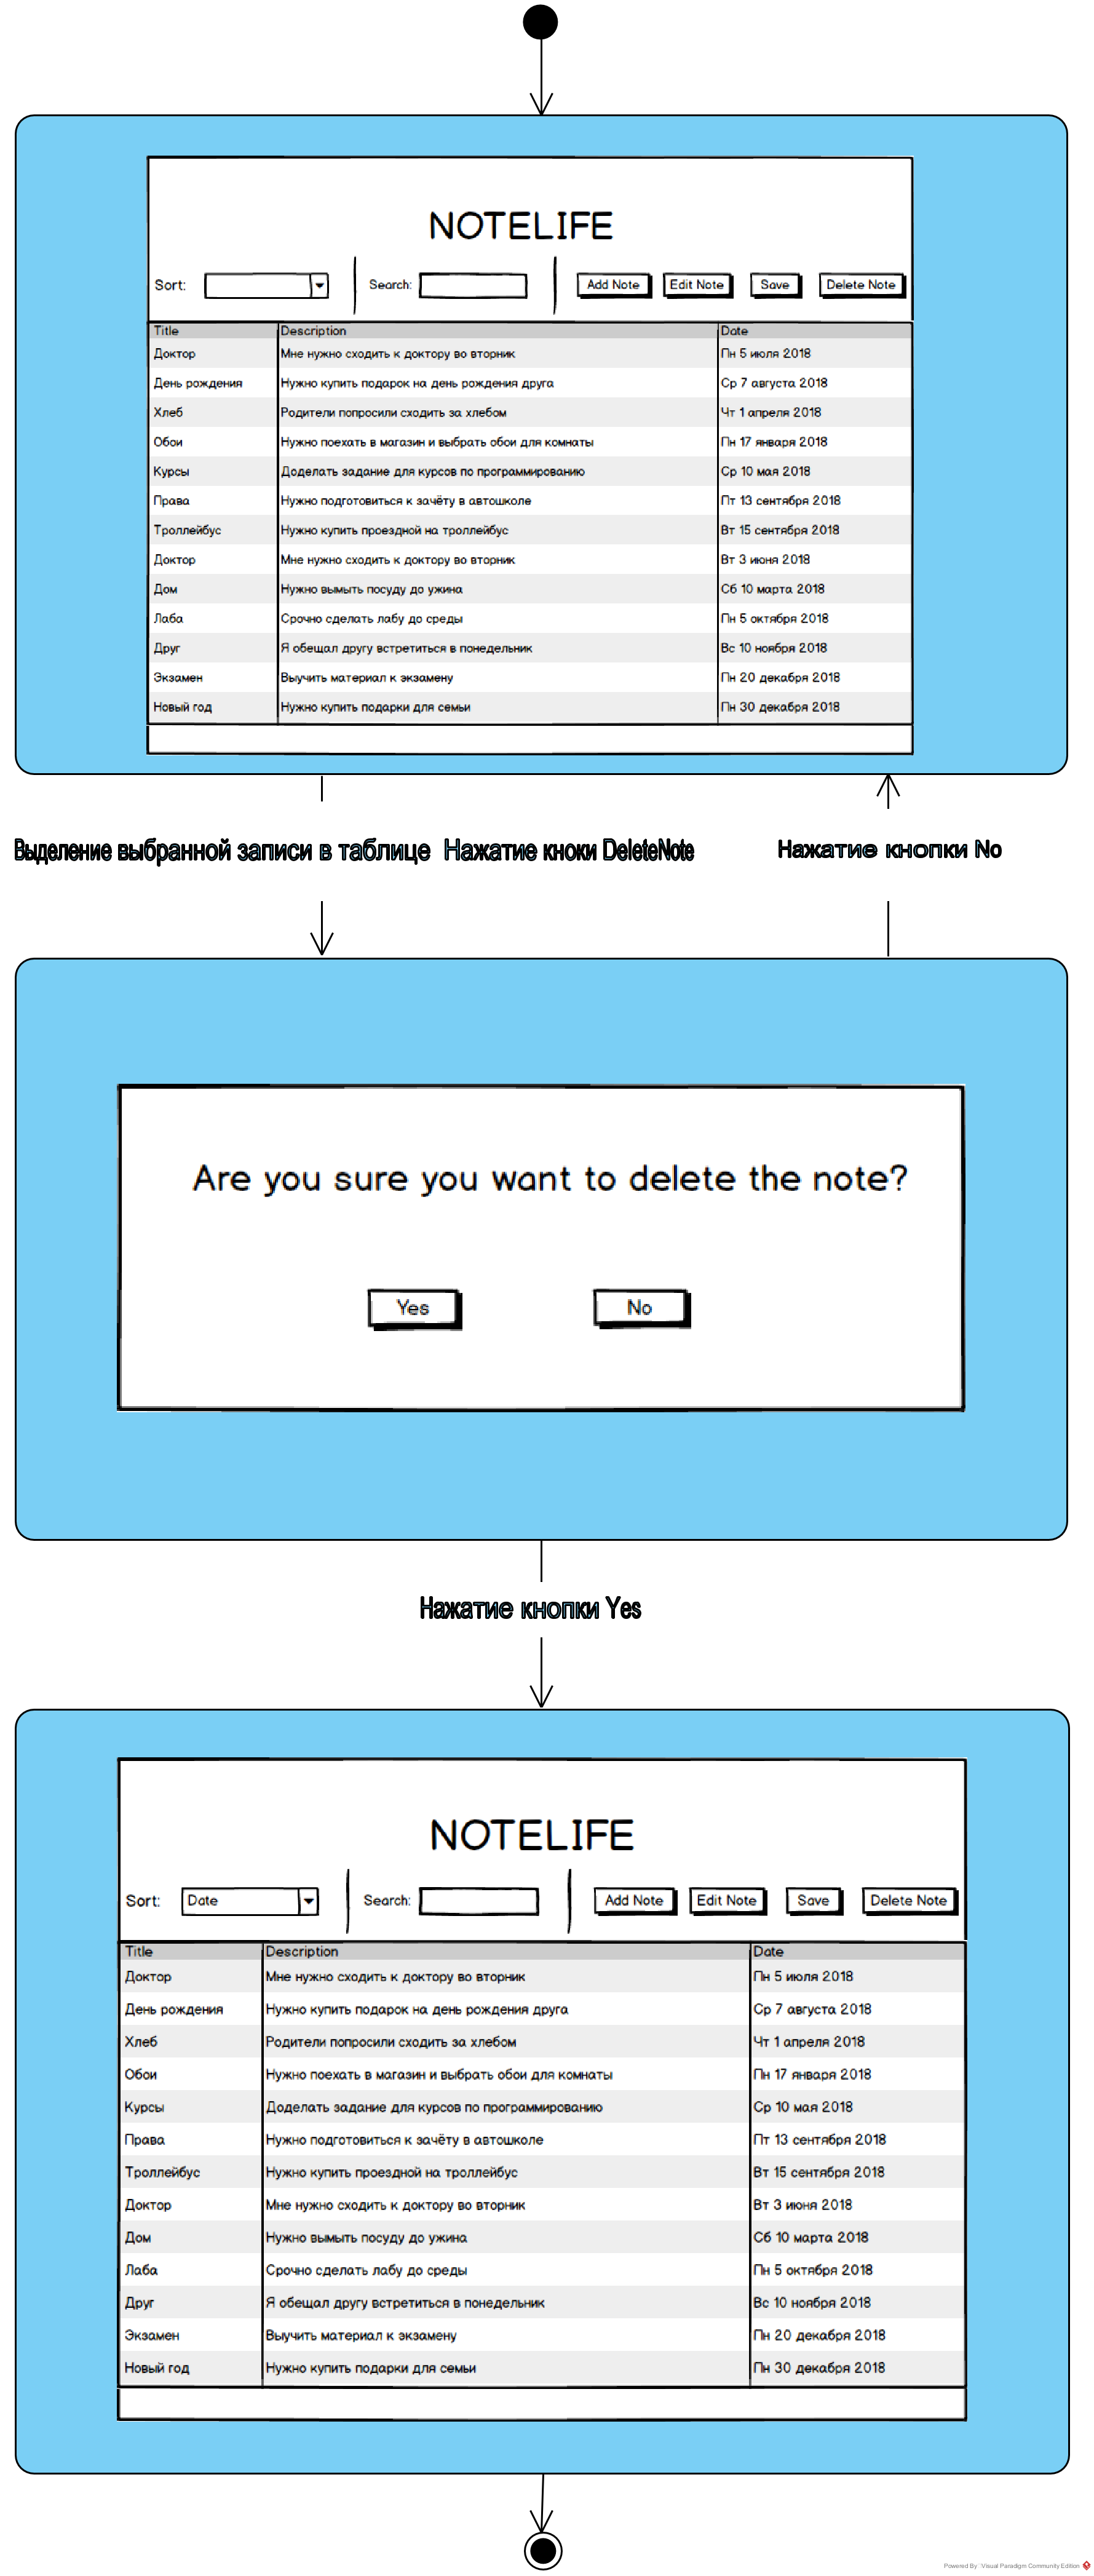 NOTELIFE
Sort: Search: Add Note Edit Note Save Delete Note
Title Description Date
Доктор Мне нужно сходить к доктору во вторник Пн 5 июля 2018
День рождения Нужно купить подарок на день рождения друга Ср 7 августа 2018
Хлеб Родители попросили сходить за хлебом Чт 1 апреля 2018
Обои Нужно поехать в магазин и выбрать обои для комнаты Пн 17 января 2018
Курсы Доделать задание для курсов по программированию Ср 10 мая 2018
Права Нужно подготовиться к зачёту в автошколе Пт 13 сентября 2018
Троллейбус Нужно купить проездной на троллейбус Вт 15 сентября 2018
Доктор Мне нужно сходить к доктору во вторник Вт 3 июня 2018
Дом Нужно вымыть посуду до ужина Сб 10 марта 2018
Лаба Срочно сделать лабу до среды Пн 5 октября 2018
Друг Я обещал другу встретиться в понедельник Вс 10 ноября 2018
Экзамен Выучить материал к экзамену Пн 20 декабря 2018
Новый год Нужно купить подарки для семьи Пн 30 декабря 2018
Выделение выбранной записи в таблице Нажатие кноки DeleteNote Нажатие кнопки No
Are you sure you want to delete the note?
Yes No
Нажатие кнопки Yes
NOTELIFE
Sort: Date Search: Add Note Edit Note Save Delete Note
Title Description Date
Доктор Мне нужно сходить к доктору во вторник Пн 5 июля 2018
День рождения Нужно купить подарок на день рождения друга Ср 7 августа 2018
Хлеб Родители попросили сходить за хлебом Чт 1 апреля 2018
Обои Нужно поехать в магазин и выбрать обои для комнаты Пн 17 января 2018
Курсы Доделать задание для курсов по программированию Ср 10 мая 2018
Права Нужно подготовиться к зачёту в автошколе Пт 13 сентября 2018
Троллейбус Нужно купить проездной на троллейбус Вт 15 сентября 2018
Доктор Мне нужно сходить к доктору во вторник Вт 3 июня 2018
Дом Нужно вымыть посуду до ужина Сб 10 марта 2018
Лаба Срочно сделать лабу до среды Пн 5 октября 2018
Друг Я обещал другу встретиться в понедельник Вс 10 ноября 2018
Экзамен Выучить материал к экзамену Пн 20 декабря 2018
Новый год Нужно купить подарки для семьи Пн 30 декабря 2018
Powered By Visual Paradigm Community Edition